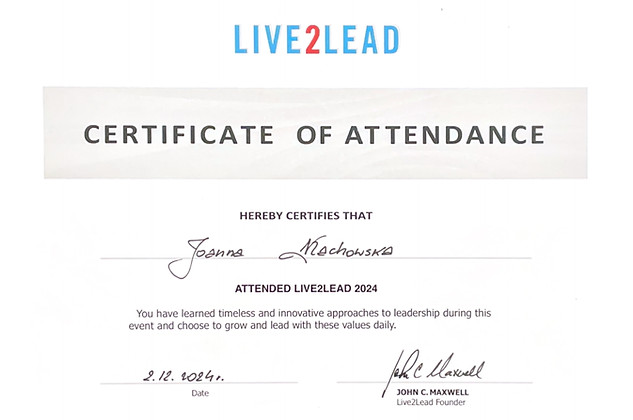 LIVE2LEAD
CERTIFICATE OF ATTENDANCE
HEREBY CERTIFIES THAT
Joanna Machowska
ATTENDED LIVE2LEAD 2024
You have learned timeless and innovative approaches to leadership during this
event and choose to grow and lead with these values daily.
2.12.2024r.
John C Maxwell
Date
JOHN C. MAXWELL
Live2Lead Founder